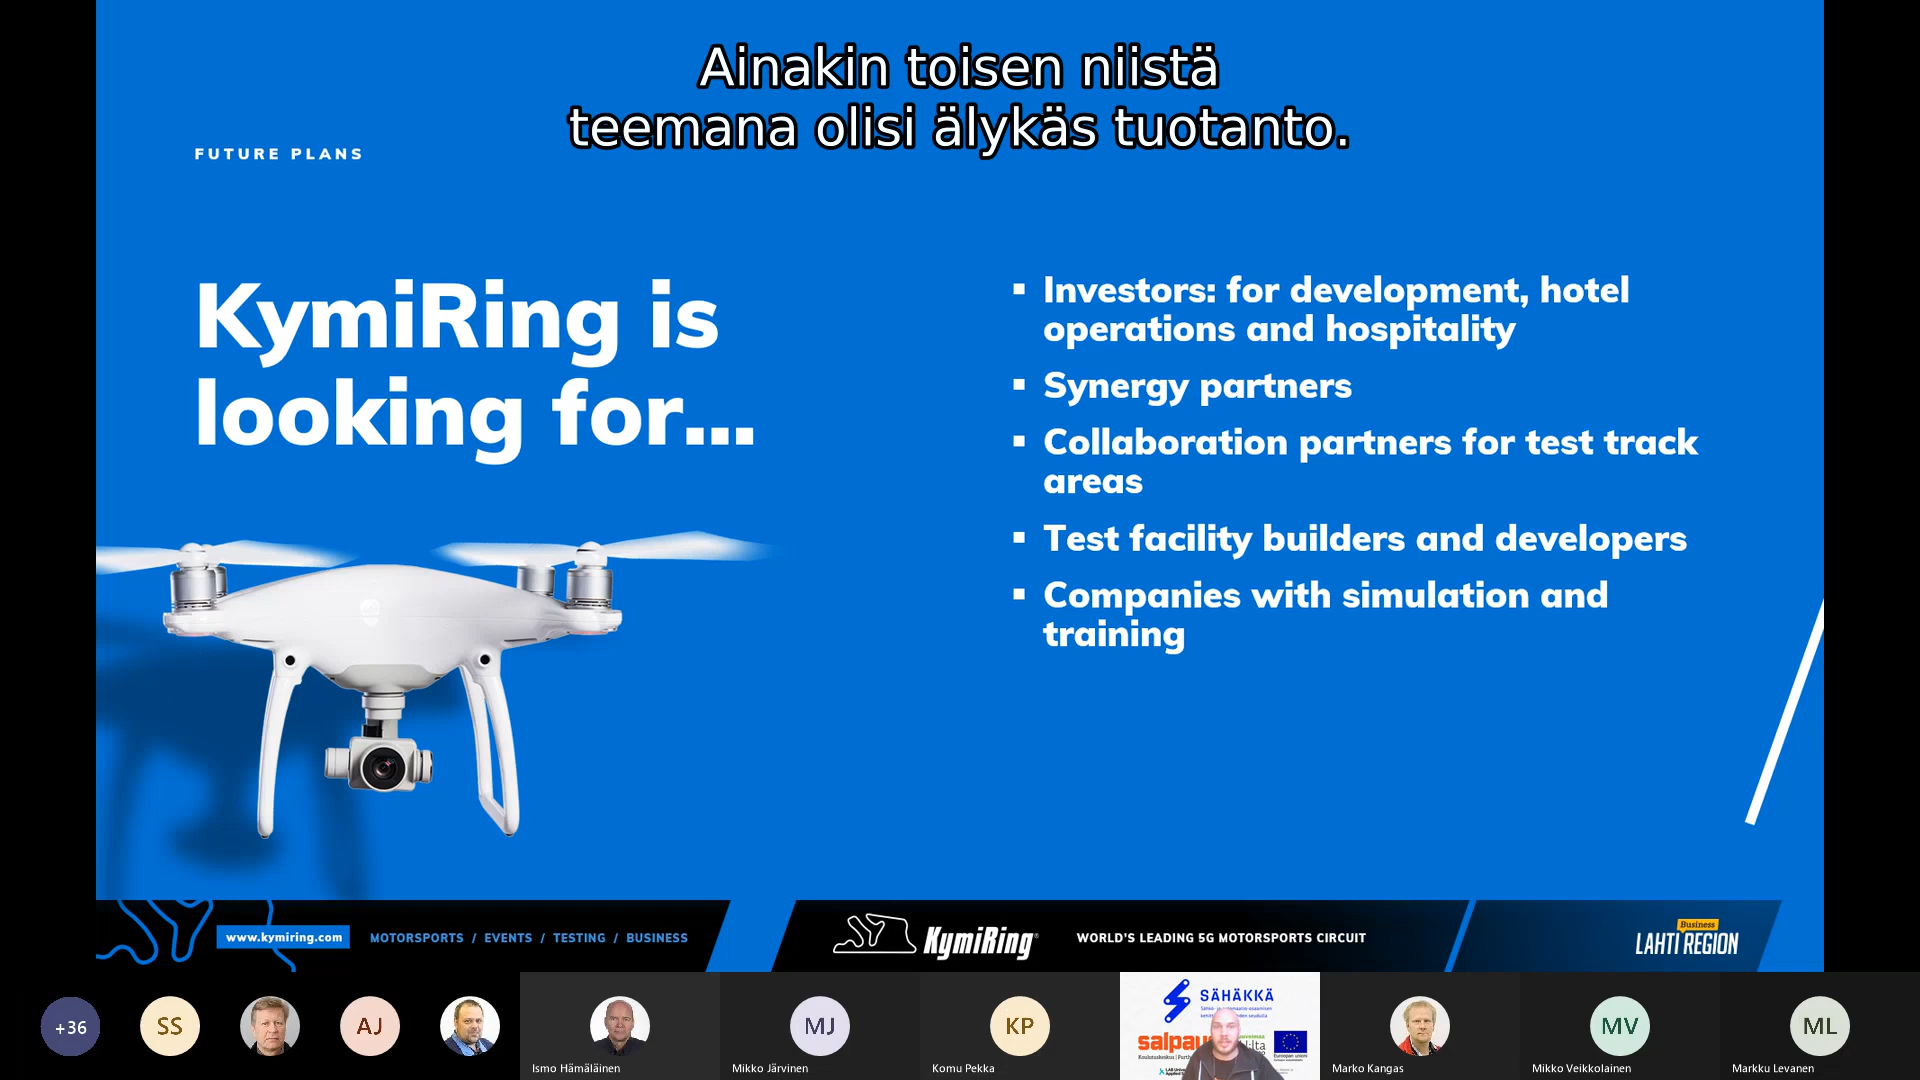 Ainakin toisen niistä
teemana olisi älykäs tuotanto.
FUTURE PLANS
KymiRing is
looking for...
▪ Investors: for development, hotel
operations and hospitality
▪ Synergy partners
▪ Collaboration partners for test track
areas
▪ Test facility builders and developers
▪ Companies with simulation and
training
www.kymiring.com
MOTORSPORTS / EVENTS / TESTING / BUSINESS
KymiRing
WORLD'S LEADING 5G MOTORSPORTS CIRCUIT
Business
LAHTI REGION
+36
SS
AJ
Ismo Hämäläinen
MJ
Mikko Järvinen
KP
Komu Pekka
SÄHÄKKÄ
Marko Kangas
MV
Mikko Veikkolainen
ML
Markku Levanen